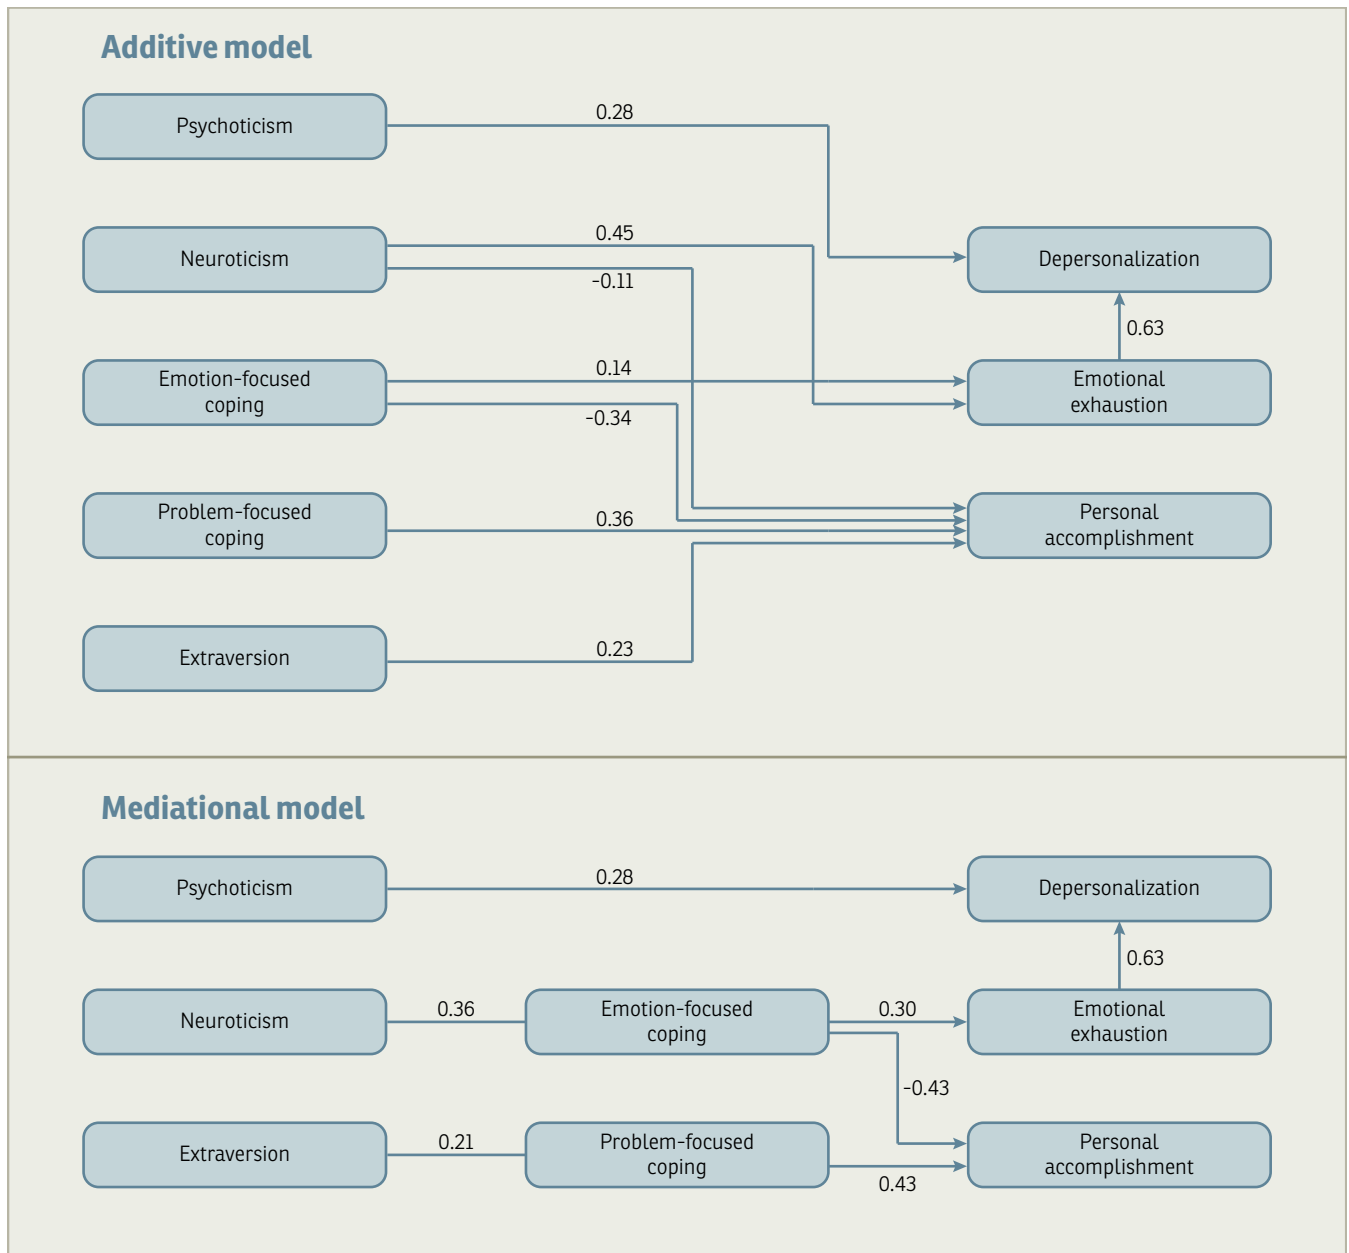 Additive model
Psychoticism
0.28
Neuroticism
0.45
-0.11
Depersonalization
0.63
Emotion-focused
coping
0.14
-0.34
Emotional
exhaustion
Problem-focused
coping
0.36
Personal
accomplishment
Extraversion
0.23
Mediational model
Psychoticism
0.28
Depersonalization
0.63
Neuroticism
0.36
Emotion-focused
coping
0.30
Emotional
exhaustion
-0.43
Extraversion
0.21
Problem-focused
coping
0.43
Personal
accomplishment